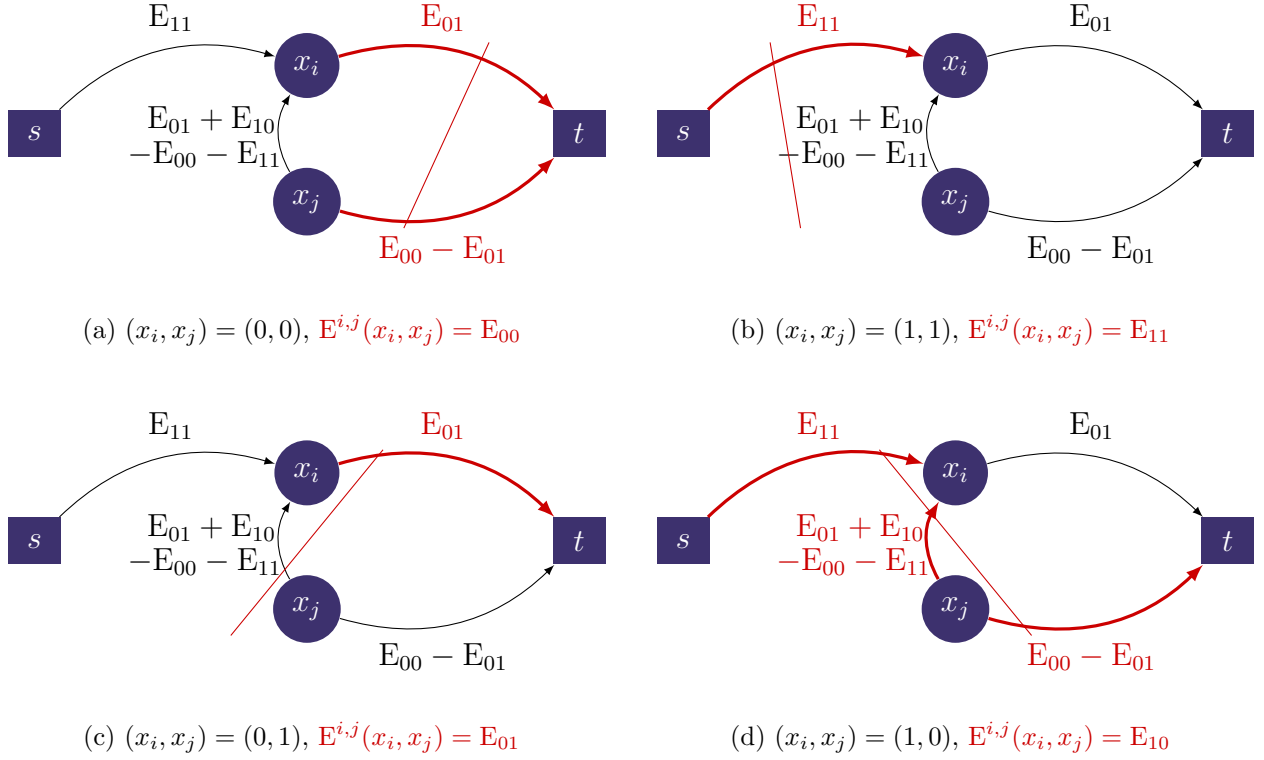 E₁₁ E₀₁
xᵢ
s
E₀₁ + E₁₀
−E₀₀ − E₁₁
t
xⱼ
E₀₀ − E₀₁
(a) (xᵢ, xⱼ) = (0, 0), Eⁱ,ʲ(xᵢ, xⱼ) = E₀₀
E₁₁ E₀₁
xᵢ
s
E₀₁ + E₁₀
−E₀₀ − E₁₁
t
xⱼ
E₀₀ − E₀₁
(b) (xᵢ, xⱼ) = (1, 1), Eⁱ,ʲ(xᵢ, xⱼ) = E₁₁
E₁₁ E₀₁
xᵢ
s
E₀₁ + E₁₀
−E₀₀ − E₁₁
t
xⱼ
E₀₀ − E₀₁
(c) (xᵢ, xⱼ) = (0, 1), Eⁱ,ʲ(xᵢ, xⱼ) = E₀₁
E₁₁ E₀₁
xᵢ
s
E₀₁ + E₁₀
−E₀₀ − E₁₁
t
xⱼ
E₀₀ − E₀₁
(d) (xᵢ, xⱼ) = (1, 0), Eⁱ,ʲ(xᵢ, xⱼ) = E₁₀